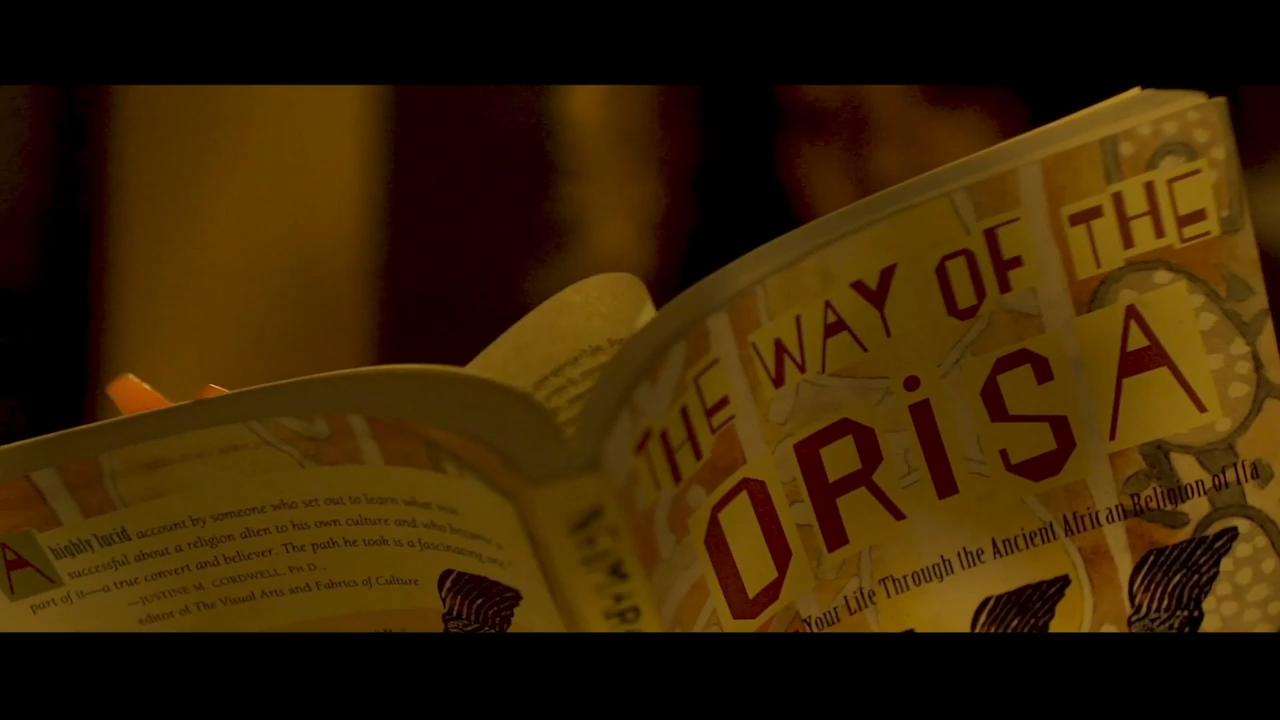 A highly lucid account by someone who set out to learn what was
successful about a religion alien to his own culture and who became a
part of it—a true convert and believer. The path he took is a fascinating one.
—JUSTINE M. CORDWELL, PH.D.,
editor of The Visual Arts and Fabrics of Culture
THE WAY OF THE
ORiSA
Your Life Through the Ancient African Religion of Ifa